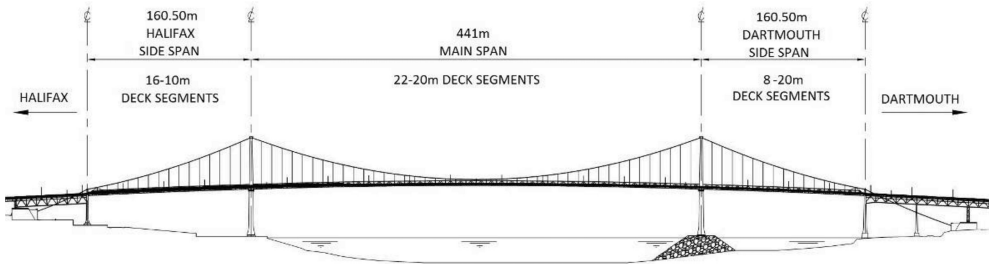 160.50m
HALIFAX
SIDE SPAN
441m
MAIN SPAN
160.50m
DARTMOUTH
SIDE SPAN
HALIFAX
16-10m
DECK SEGMENTS
22-20m DECK SEGMENTS
8 -20m
DECK SEGMENTS
DARTMOUTH